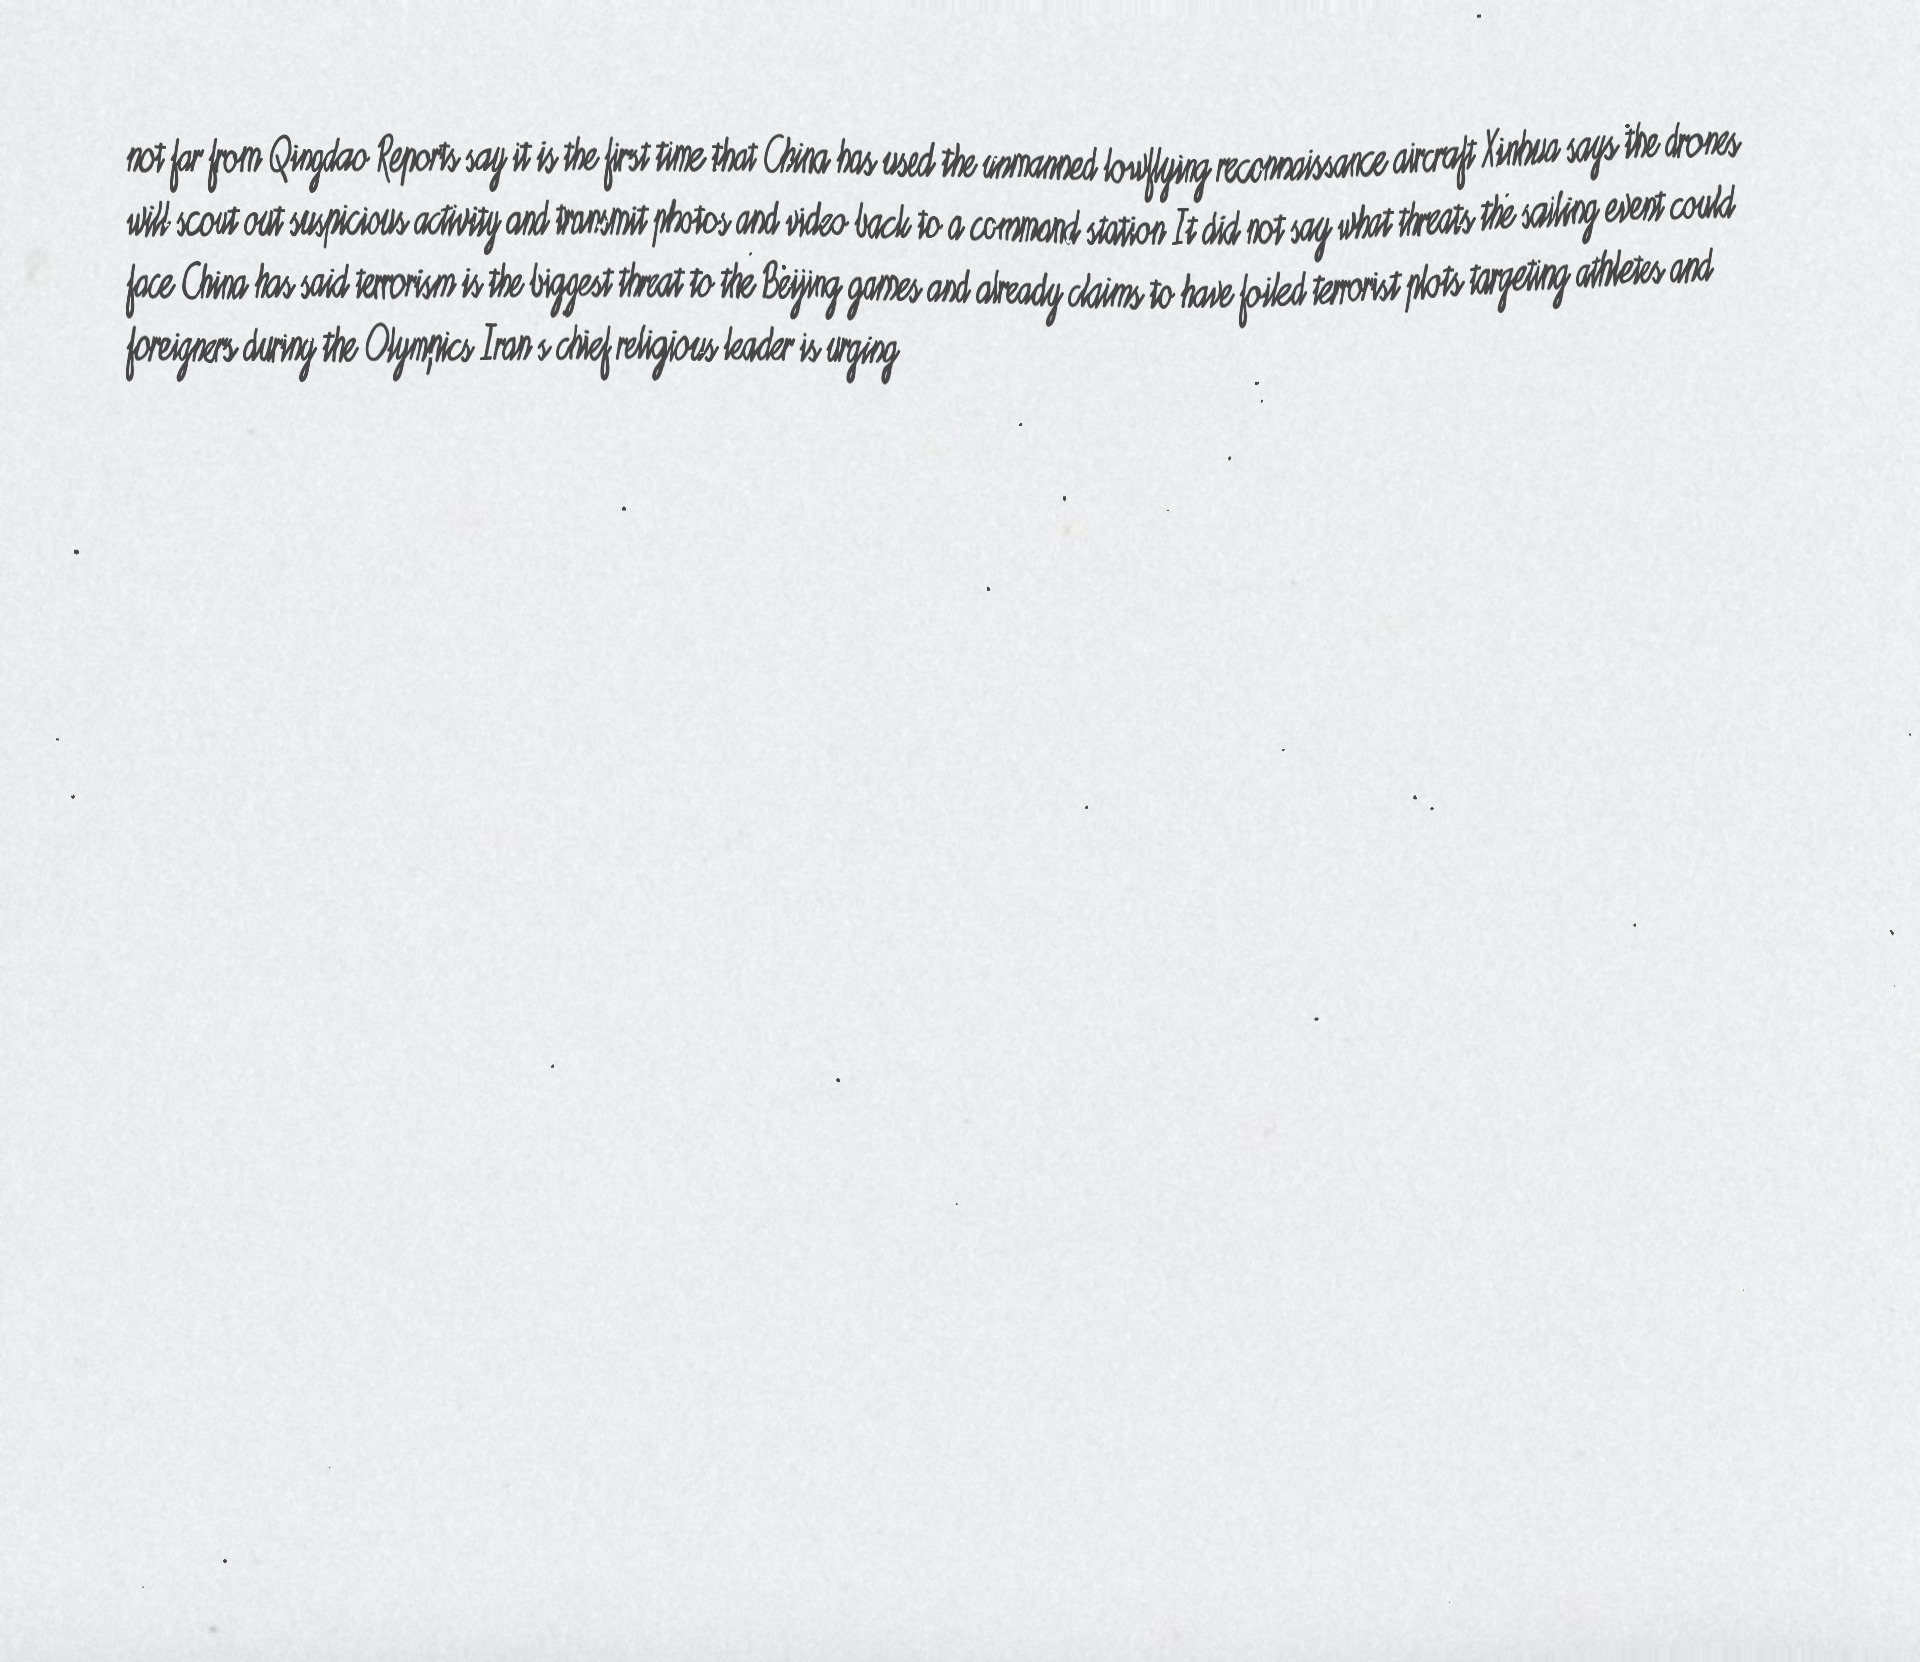 not far from Qingdao Reports say it is the first time that China has used the unmanned lowflying reconnaissance aircraft Xinhua says the drones
will scout out suspicious activity and transmit photos and video back to a command station It did not say what threats the sailing event could
face China has said terrorism is the biggest threat to the Beijing games and already claims to have foiled terrorist plots targeting athletes and
foreigners during the Olympics Iran s chief religious leader is urging